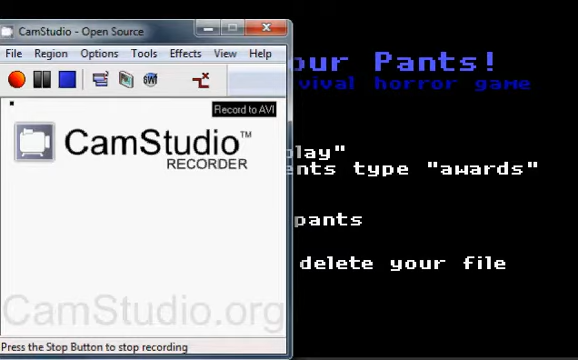 CamStudio - Open Source
File Region Options Tools Effects View Help
Record to AVI
CamStudio™
RECORDER
CamStudio.org
Press the Stop Button to stop recording
our Pants!
vival horror game
play"
ents type "awards"
pants
delete your file